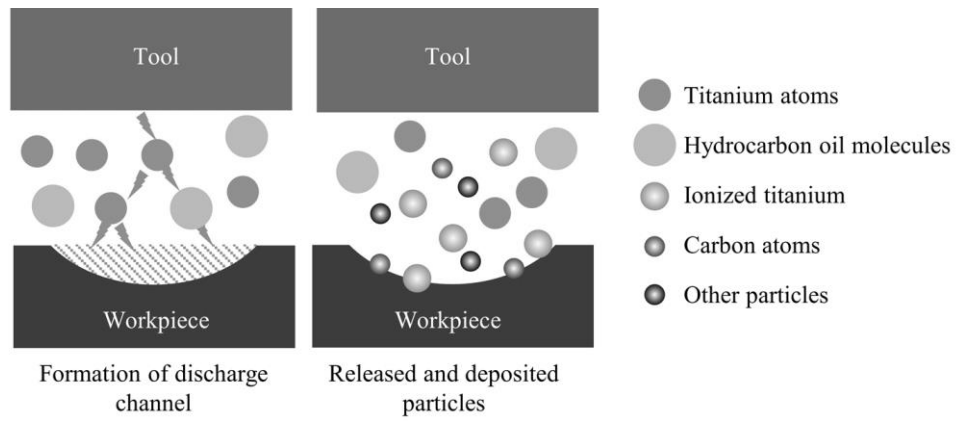 Tool
Workpiece
Formation of discharge
channel
Tool
Workpiece
Released and deposited
particles
Titanium atoms
Hydrocarbon oil molecules
Ionized titanium
Carbon atoms
Other particles